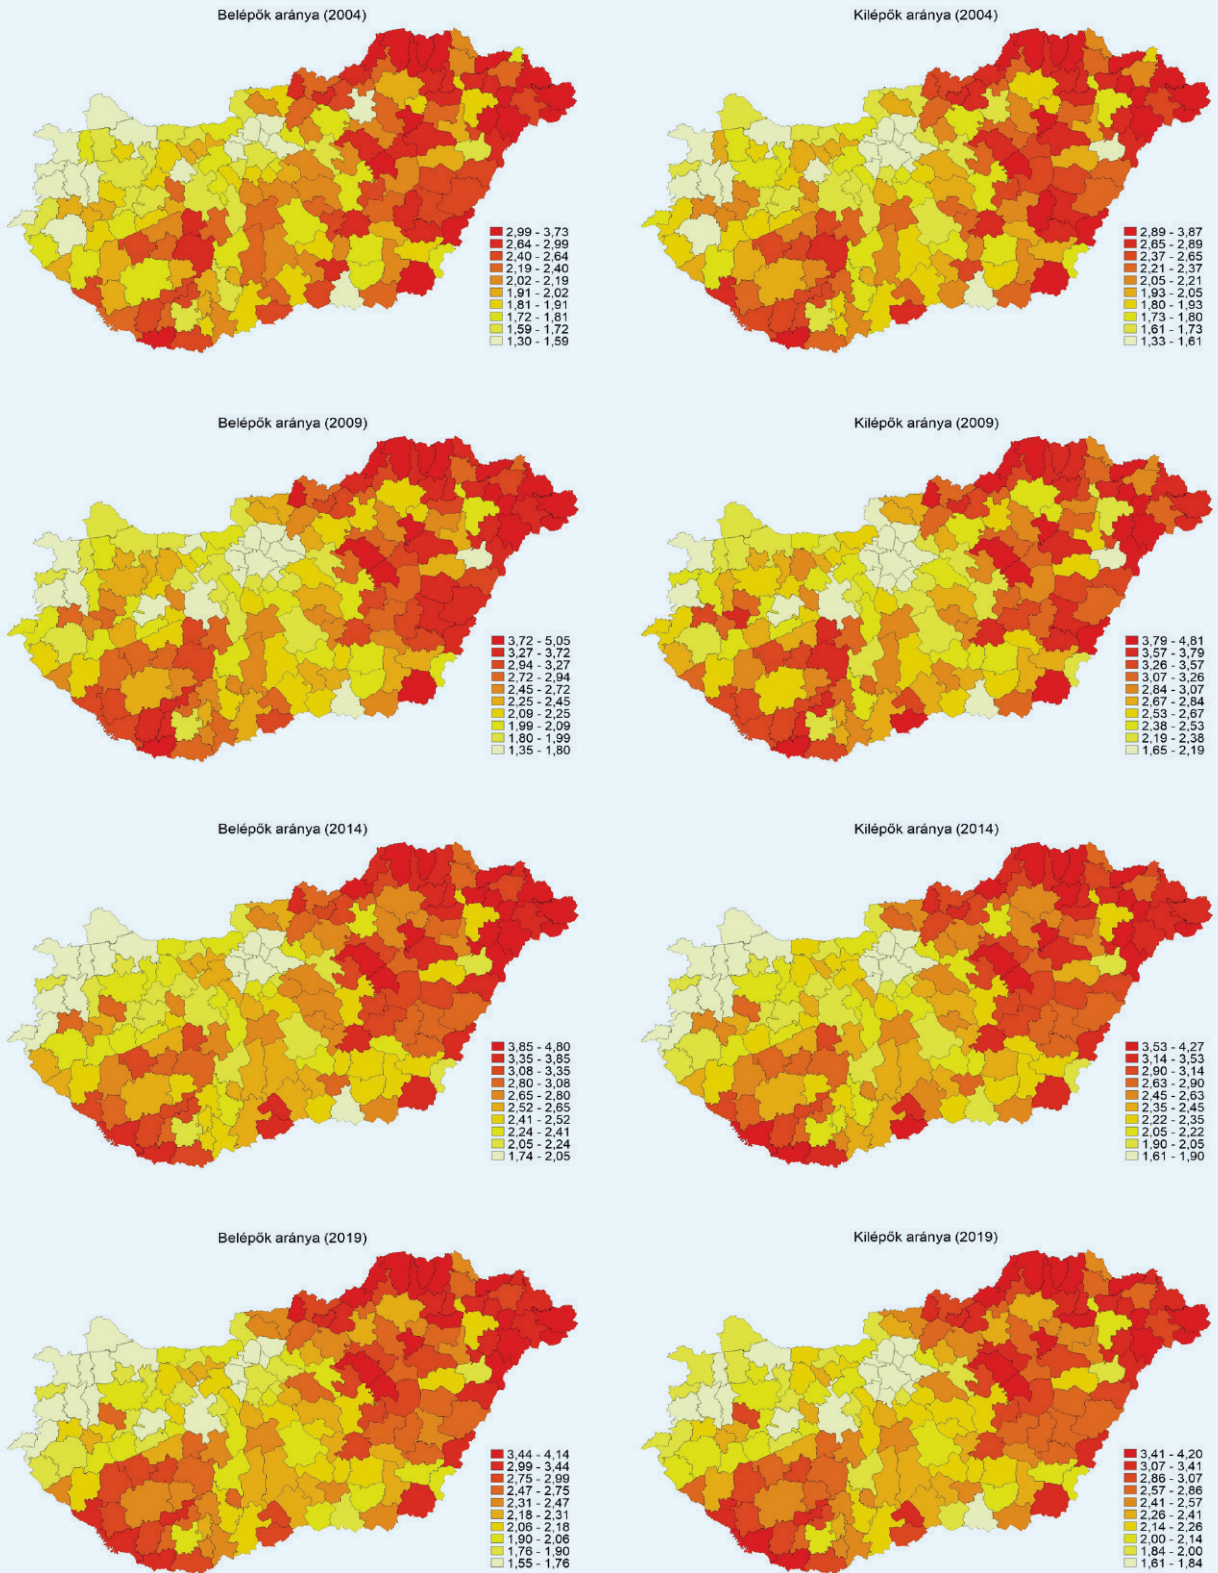 Belépők aránya (2004)
2,99 - 3,73
2,64 - 2,99
2,40 - 2,64
2,19 - 2,40
2,02 - 2,19
1,91 - 2,02
1,81 - 1,91
1,72 - 1,81
1,59 - 1,72
1,30 - 1,59
Kilépők aránya (2004)
2,89 - 3,87
2,65 - 2,89
2,37 - 2,65
2,21 - 2,37
2,05 - 2,21
1,93 - 2,05
1,80 - 1,93
1,73 - 1,80
1,61 - 1,73
1,33 - 1,61
Belépők aránya (2009)
3,72 - 5,05
3,27 - 3,72
2,94 - 3,27
2,72 - 2,94
2,45 - 2,72
2,25 - 2,45
2,09 - 2,25
1,99 - 2,09
1,80 - 1,99
1,35 - 1,80
Kilépők aránya (2009)
3,79 - 4,81
3,57 - 3,79
3,26 - 3,57
3,07 - 3,26
2,84 - 3,07
2,67 - 2,84
2,53 - 2,67
2,38 - 2,53
2,19 - 2,38
1,65 - 2,19
Belépők aránya (2014)
3,85 - 4,80
3,35 - 3,85
3,08 - 3,35
2,80 - 3,08
2,65 - 2,80
2,52 - 2,65
2,41 - 2,52
2,24 - 2,41
2,05 - 2,24
1,74 - 2,05
Kilépők aránya (2014)
3,53 - 4,27
3,14 - 3,53
2,90 - 3,14
2,63 - 2,90
2,45 - 2,63
2,35 - 2,45
2,22 - 2,35
2,05 - 2,22
1,90 - 2,05
1,61 - 1,90
Belépők aránya (2019)
3,44 - 4,14
2,99 - 3,44
2,75 - 2,99
2,47 - 2,75
2,31 - 2,47
2,18 - 2,31
2,06 - 2,18
1,90 - 2,06
1,76 - 1,90
1,55 - 1,76
Kilépők aránya (2019)
3,41 - 4,20
3,07 - 3,41
2,86 - 3,07
2,57 - 2,86
2,41 - 2,57
2,26 - 2,41
2,14 - 2,26
2,00 - 2,14
1,84 - 2,00
1,61 - 1,84